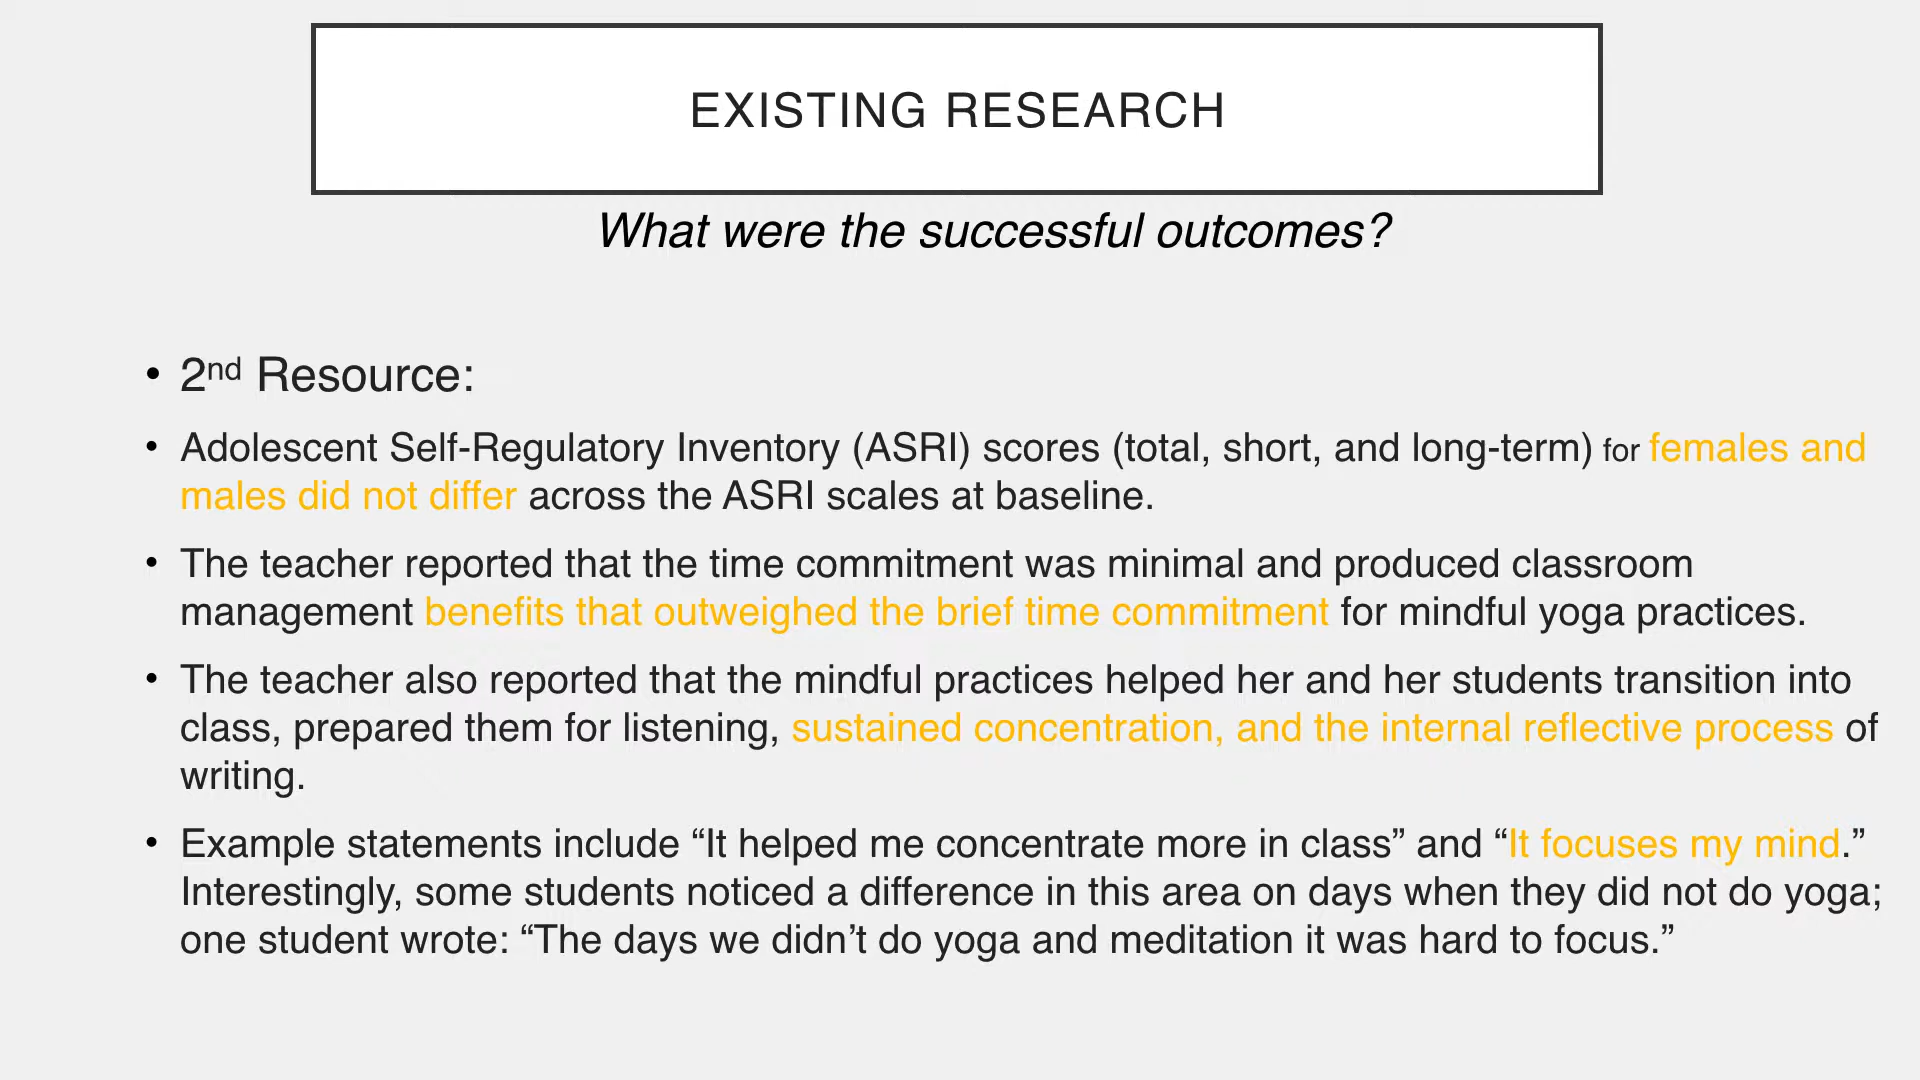 EXISTING RESEARCH
What were the successful outcomes?
• 2nd Resource:
• Adolescent Self-Regulatory Inventory (ASRI) scores (total, short, and long-term) for females and
males did not differ across the ASRI scales at baseline.
• The teacher reported that the time commitment was minimal and produced classroom
management benefits that outweighed the brief time commitment for mindful yoga practices.
• The teacher also reported that the mindful practices helped her and her students transition into
class, prepared them for listening, sustained concentration, and the internal reflective process of
writing.
• Example statements include “It helped me concentrate more in class” and “It focuses my mind.”
Interestingly, some students noticed a difference in this area on days when they did not do yoga;
one student wrote: “The days we didn’t do yoga and meditation it was hard to focus.”